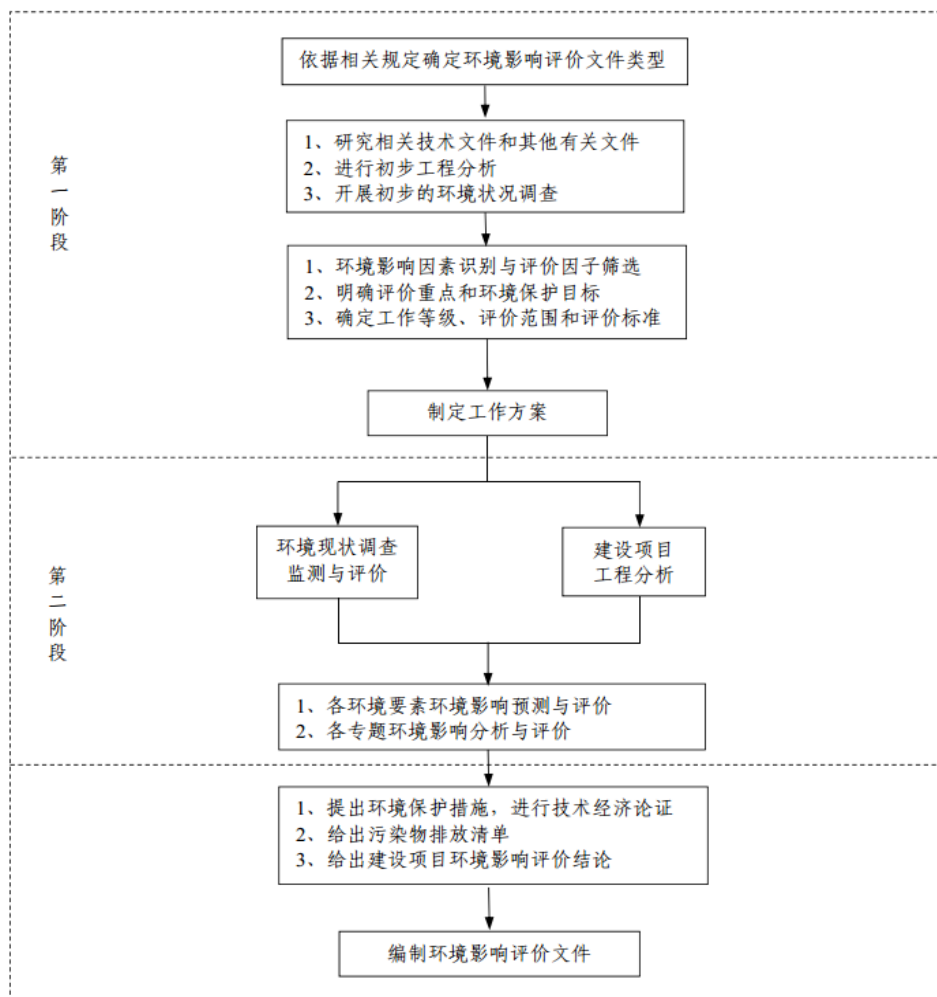 依据相关规定确定环境影响评价文件类型
1、研究相关技术文件和其他有关文件
2、进行初步工程分析
3、开展初步的环境状况调查
第一阶段
1、环境影响因素识别与评价因子筛选
2、明确评价重点和环境保护目标
3、确定工作等级、评价范围和评价标准
制定工作方案
环境现状调查
监测与评价
建设项目
工程分析
第二阶段
1、各环境要素环境影响预测与评价
2、各专题环境影响分析与评价
1、提出环境保护措施，进行技术经济论证
2、给出污染物排放清单
3、给出建设项目环境影响评价结论
编制环境影响评价文件